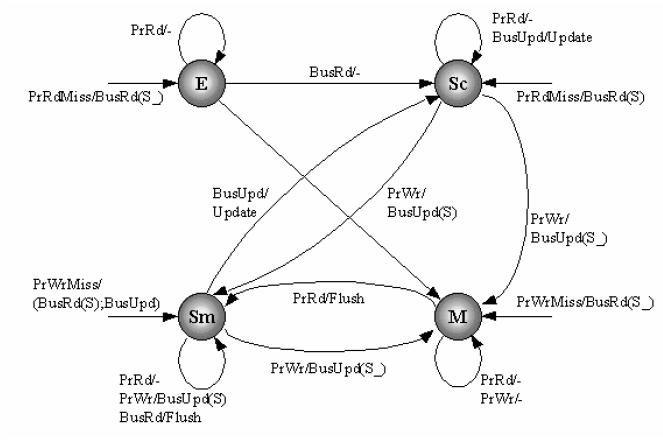 PrRd/-
PrRd/-
BusUpd/Update
E
BusRd/-
Sc
PrRdMiss/BusRd(S_)
PrRdMiss/BusRd(S)
BusUpd/
Update
PrWr/
BusUpd(S)
PrWr/
BusUpd(S_)
PrWrMiss/
(BusRd(S);BusUpd)
PrRd/Flush
PrWrMiss/BusRd(S_)
Sm
M
PrWr/BusUpd(S_)
PrRd/-
PrWr/BusUpd(S)
BusRd/Flush
PrRd/-
PrWr/-